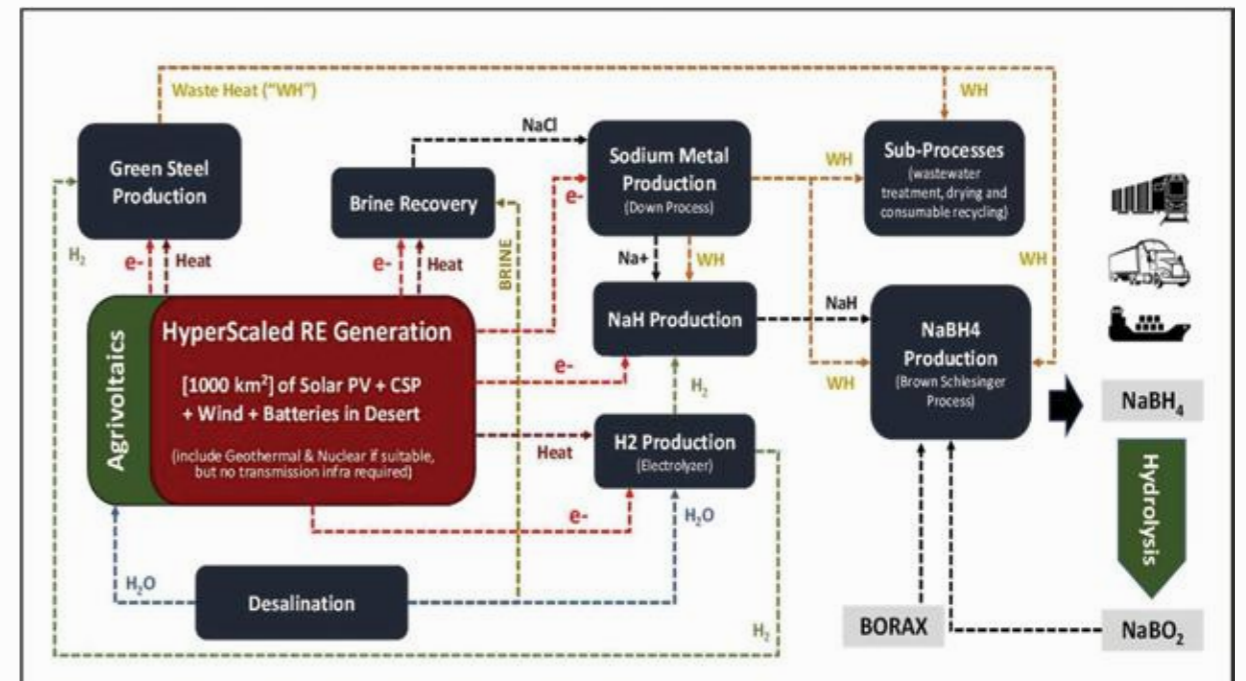 Waste Heat ("WH")
WH
NaCl
Green Steel
Production
Brine Recovery
Sodium Metal
Production
(Down Process)
WH
Sub-Processes
(wastewater
treatment, drying and
consumable recycling)
H₂
e-
Heat
e-
Heat
BRINE
e-
Na+
WH
WH
Agrivoltaics
HyperScaled RE Generation
[1000 km²] of Solar PV + CSP
+ Wind + Batteries in Desert
(include Geothermal & Nuclear if suitable,
but no transmission infra required)
NaH Production
NaH
NaBH4
Production
(Brown Schlesinger
Process)
e-
H₂
WH
WH
NaBH₄
Heat
H2 Production
(Electrolyzer)
e-
H₂O
Hydrolysis
H₂O
Desalination
H₂
BORAX
NaBO₂